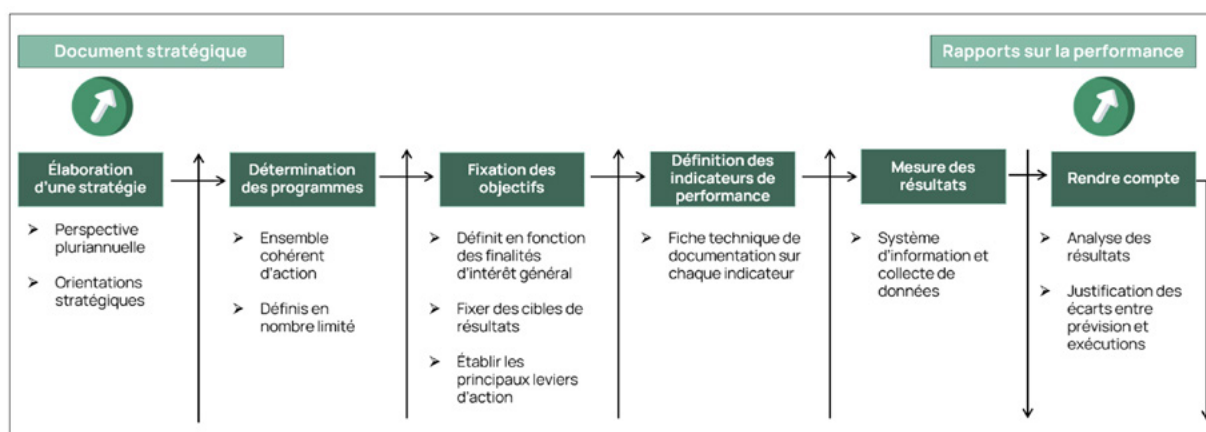 Document stratégique
Rapports sur la performance
Élaboration
d'une stratégie
Perspective
pluriannuelle
Orientations
stratégiques
Détermination
des programmes
Ensemble
cohérent
d'action
Définis en
nombre limité
Fixation des
objectifs
Définit en fonction
des finalités
d'intérêt général
Fixer des cibles de
résultats
Établir les
principaux leviers
d'action
Définition des
indicateurs de
performance
Fiche technique de
documentation sur
chaque indicateur
Mesure des
résultats
Système
d'information et
collecte de
données
Rendre compte
Analyse des
résultats
Justification des
écarts entre
prévision et
exécutions